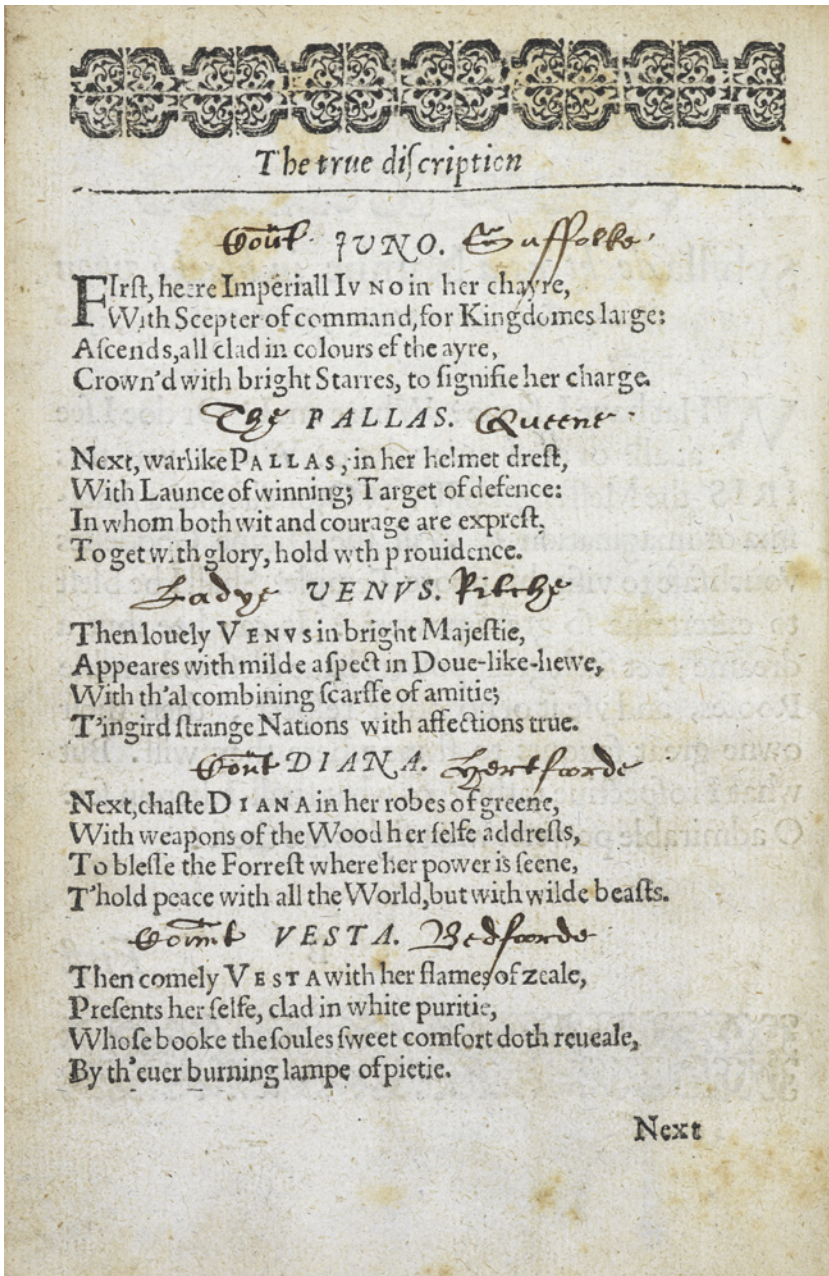 The true diſcription
Coūt. JUNO. Suffolke.
FIrſt, heere Imperiall IVNO in her chayre,
With Scepter of command, for Kingdomes large:
Aſcends, all clad in colours ef the ayre,
Crown'd with bright Starres, to ſignifie her charge.
The PALLAS. Queene.
Next, warlike PALLAS, in her helmet dreſt,
With Launce of winning; Target of defence:
In whom both wit and courage are expreſt,
To get with glory, hold wth prouidence.
Ladye VENVS. Ritche
Then louely VENVS in bright Majeſtie,
Appeares with milde aſpect in Doue-like-hewe,
With th'al combining ſcarffe of amitie;
T'ingird ſtrange Nations with affections true.
Coūt DIANA. Hertforde
Next, chaſte DIANA in her robes of greene,
With weapons of the Wood her ſelfe addreſts,
To bleſſe the Forreſt where her power is ſeene,
T'hold peace with all the World, but with wilde beaſts.
Count VESTA. Bedforde
Then comely VESTA with her flames of zeale,
Preſents her ſelfe, clad in white puritie,
Whoſe booke the ſoules ſweet comfort doth reueale,
By th'euer burning lampe of pietie.
Next